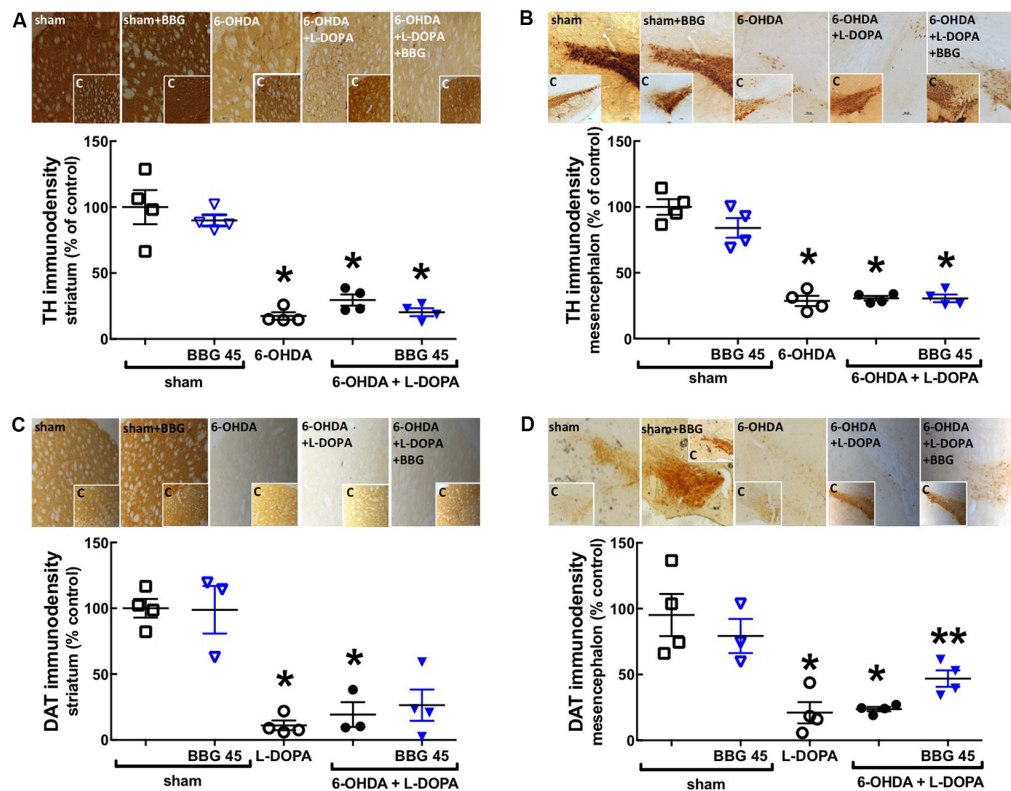 A
sham
sham+BBG
6-OHDA
6-OHDA
+L-DOPA
6-OHDA
+L-DOPA
+BBG
C
C
C
C
C
TH immunodensity
striatum (% of control)
150
100
50
0
*
*
*
BBG 45
6-OHDA
BBG 45
sham
6-OHDA + L-DOPA
B
sham
sham+BBG
6-OHDA
6-OHDA
+L-DOPA
6-OHDA
+L-DOPA
+BBG
C
C
C
C
C
TH immunodensity
mesencephalon (% of control)
150
100
50
0
*
*
*
BBG 45
6-OHDA
BBG 45
sham
6-OHDA + L-DOPA
C
sham
sham+BBG
6-OHDA
6-OHDA
+L-DOPA
6-OHDA
+L-DOPA
+BBG
C
C
C
C
C
DAT immunodensity
striatum (% control)
150
100
50
0
*
*
BBG 45
L-DOPA
BBG 45
sham
6-OHDA + L-DOPA
D
sham
sham+BBG
6-OHDA
6-OHDA
+L-DOPA
6-OHDA
+L-DOPA
+BBG
C
C
C
C
C
DAT immunodensity
mesencephalon (% control)
150
100
50
0
*
*
**
BBG 45
L-DOPA
BBG 45
sham
6-OHDA + L-DOPA